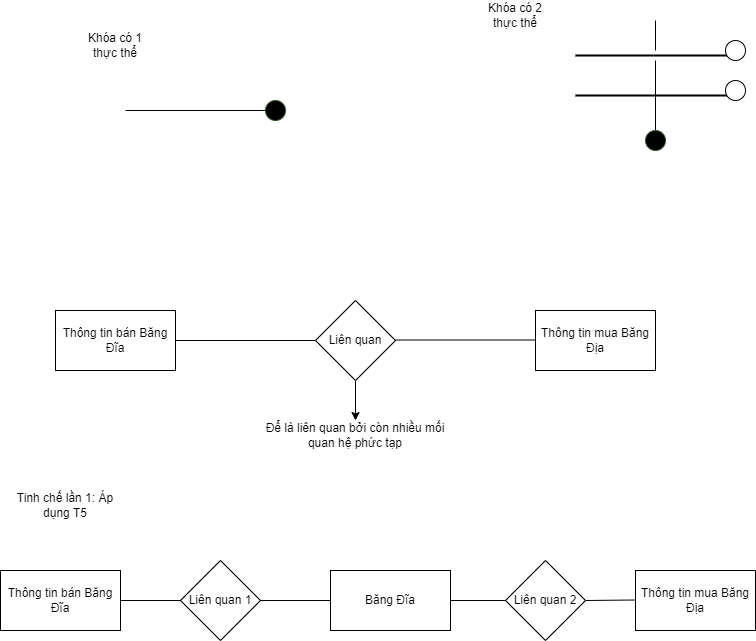 Khóa có 1
thực thể
Khóa có 2
thực thể
Thông tin bán Băng
Đĩa
Liên quan
Thông tin mua Băng
Địa
Để là liên quan bởi còn nhiều mối
quan hệ phức tạp
Tinh chế lần 1: Áp
dụng T5
Thông tin bán Băng
Đĩa
Liên quan 1
Băng Đĩa
Liên quan 2
Thông tin mua Băng
Địa